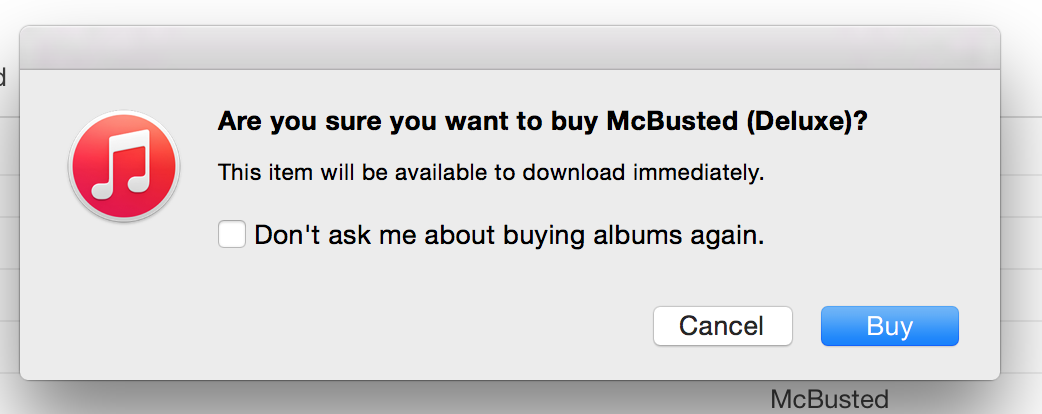 d
Are you sure you want to buy McBusted (Deluxe)?
This item will be available to download immediately.
Don't ask me about buying albums again.
Cancel Buy
McBusted